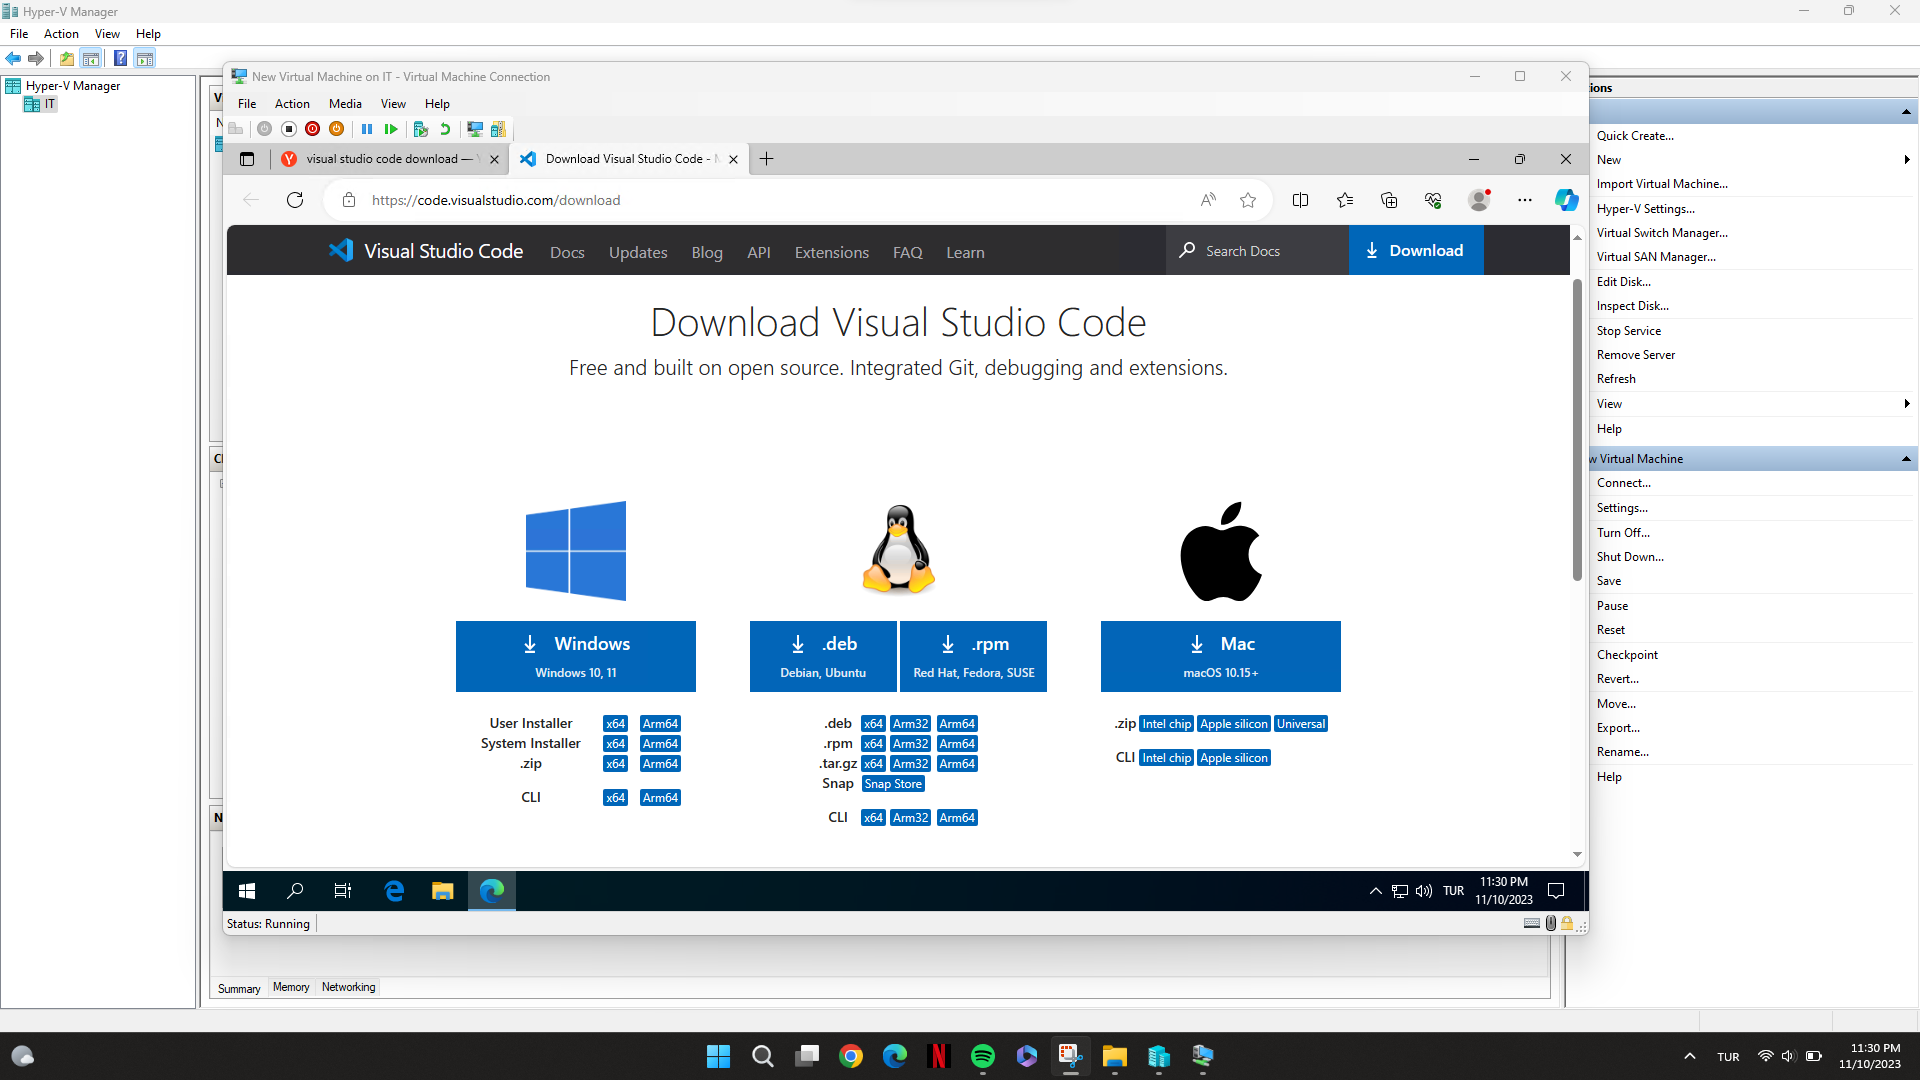 Hyper-V Manager
File Action View Help
Hyper-V Manager
IT
New Virtual Machine on IT - Virtual Machine Connection
File Action Media View Help
visual studio code download —
Download Visual Studio Code -
https://code.visualstudio.com/download
Visual Studio Code Docs Updates Blog API Extensions FAQ Learn Search Docs Download
Download Visual Studio Code
Free and built on open source. Integrated Git, debugging and extensions.
Windows
Windows 10, 11
.deb
Debian, Ubuntu
.rpm
Red Hat, Fedora, SUSE
Mac
macOS 10.15+
User Installer x64 Arm64
System Installer x64 Arm64
.zip x64 Arm64
CLI x64 Arm64
.deb x64 Arm32 Arm64
.rpm x64 Arm32 Arm64
.tar.gz x64 Arm32 Arm64
Snap Snap Store
CLI x64 Arm32 Arm64
.zip Intel chip Apple silicon Universal
CLI Intel chip Apple silicon
TUR
11:30 PM
11/10/2023
Status: Running
Summary Memory Networking
ions
Quick Create...
New
Import Virtual Machine...
Hyper-V Settings...
Virtual Switch Manager...
Virtual SAN Manager...
Edit Disk...
Inspect Disk...
Stop Service
Remove Server
Refresh
View
Help
w Virtual Machine
Connect...
Settings...
Turn Off...
Shut Down...
Save
Pause
Reset
Checkpoint
Revert...
Move...
Export...
Rename...
Help
TUR
11:30 PM
11/10/2023